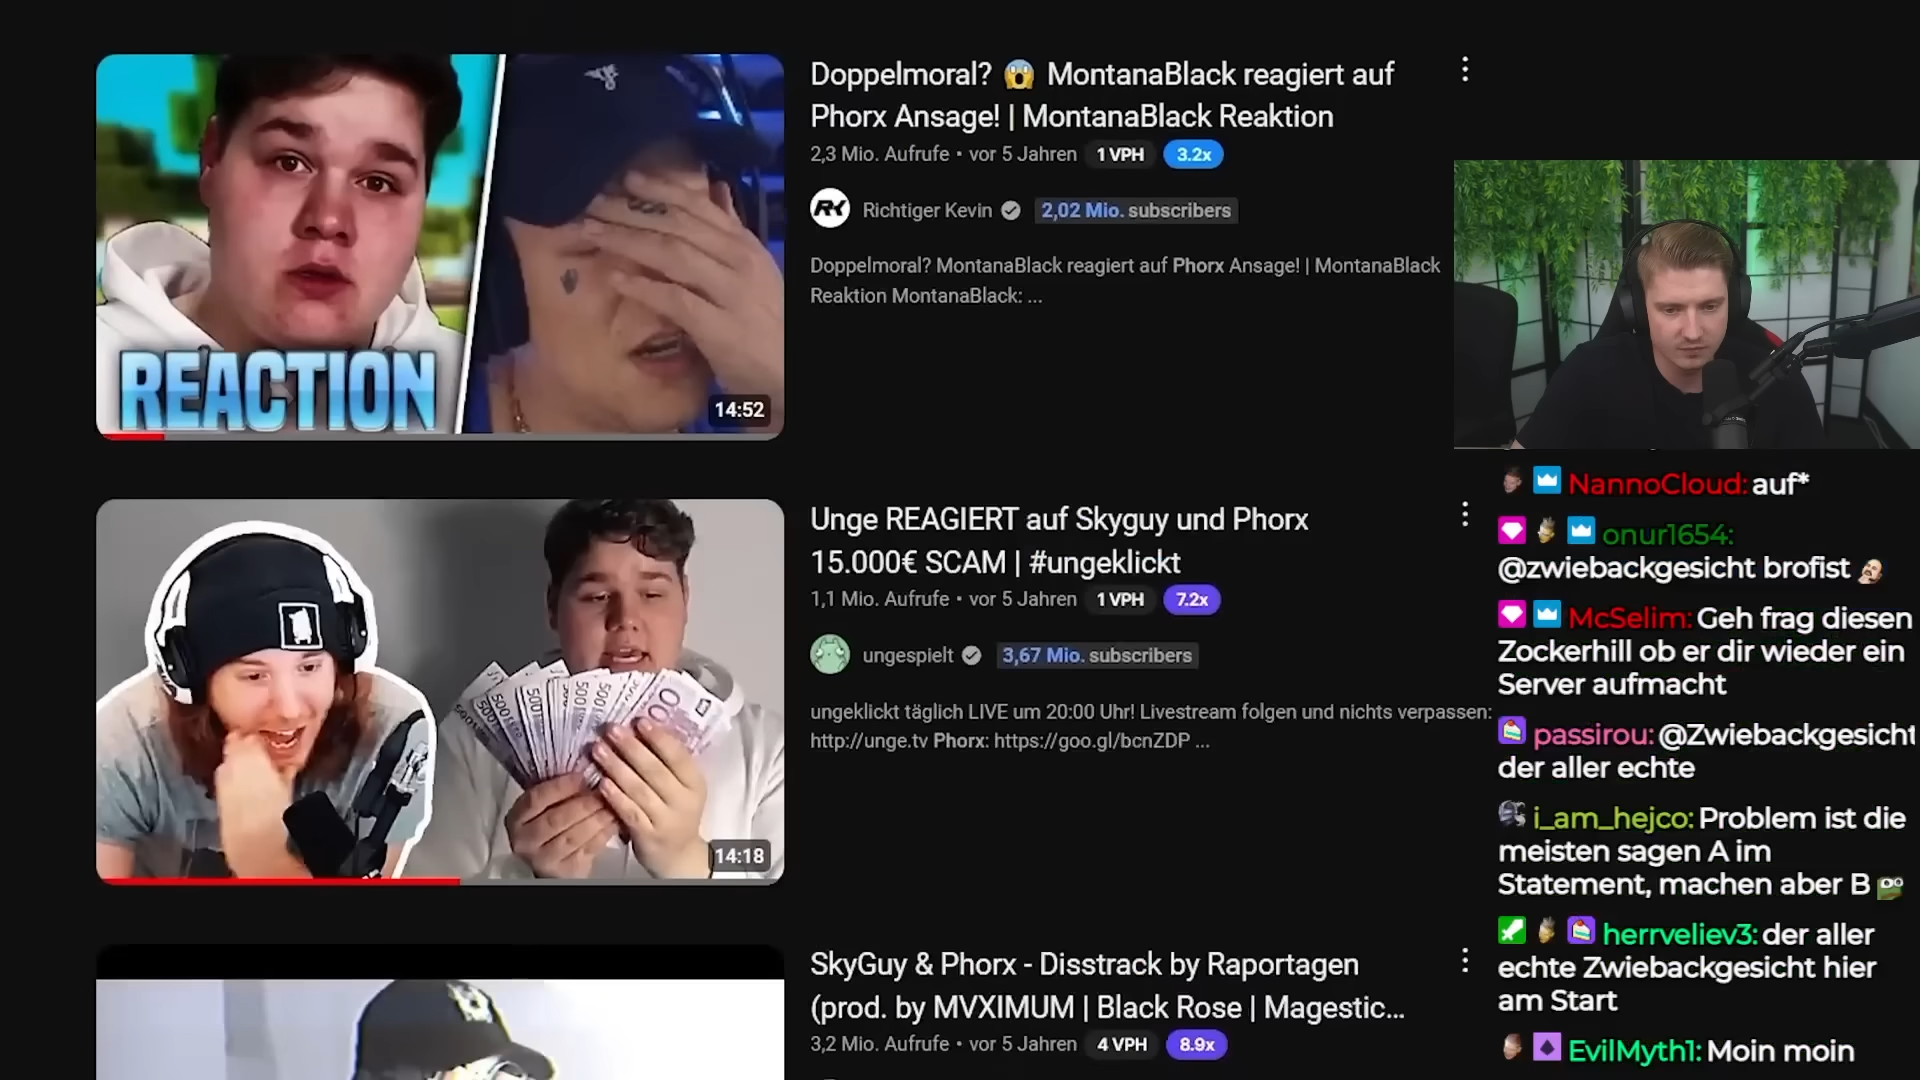 Doppelmoral? 😱 MontanaBlack reagiert auf
Phorx Ansage! | MontanaBlack Reaktion
2,3 Mio. Aufrufe • vor 5 Jahren 1 VPH 3.2x
RK Richtiger Kevin 2,02 Mio. subscribers
Doppelmoral? MontanaBlack reagiert auf Phorx Ansage! | MontanaBlack
Reaktion MontanaBlack: ...
REACTION
14:52
Unge REAGIERT auf Skyguy und Phorx
15.000€ SCAM | #ungeklickt
1,1 Mio. Aufrufe • vor 5 Jahren 1 VPH 7.2x
ungespielt 3,67 Mio. subscribers
ungeklickt täglich LIVE um 20:00 Uhr! Livestream folgen und nichts verpassen:
http://unge.tv Phorx: https://goo.gl/bcnZDP ...
14:18
SkyGuy & Phorx - Disstrack by Raportagen
(prod. by MVXIMUM | Black Rose | Magestic...
3,2 Mio. Aufrufe • vor 5 Jahren 4 VPH 8.9x
NannoCloud: auf*
onur1654:
@zwiebackgesicht brofist
McSelim: Geh frag diesen
Zockerhill ob er dir wieder ein
Server aufmacht
passirou: @Zwiebackgesicht
der aller echte
i_am_hejco: Problem ist die
meisten sagen A im
Statement, machen aber B
herrveliev3: der aller
echte Zwiebackgesicht hier
am Start
EvilMyth1: Moin moin